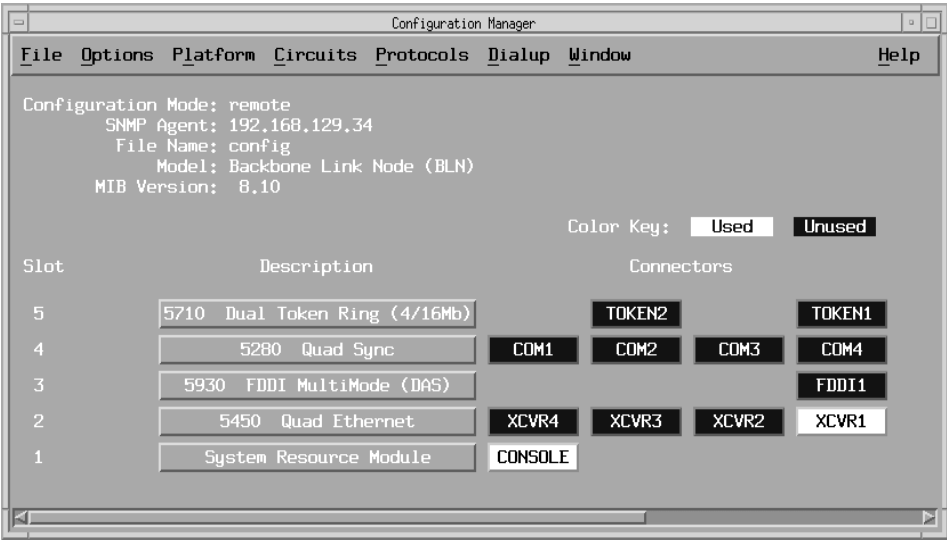 Configuration Manager
File Options Platform Circuits Protocols Dialup Window Help
Configuration Mode: remote
SNMP Agent: 192.168.129.34
File Name: config
Model: Backbone Link Node (BLN)
MIB Version: 8.10
Color Key: Used Unused
Slot Description Connectors
5 5710 Dual Token Ring (4/16Mb) TOKEN2 TOKEN1
4 5280 Quad Sync COM1 COM2 COM3 COM4
3 5930 FDDI MultiMode (DAS) FDDI1
2 5450 Quad Ethernet XCVR4 XCVR3 XCVR2 XCVR1
1 System Resource Module CONSOLE